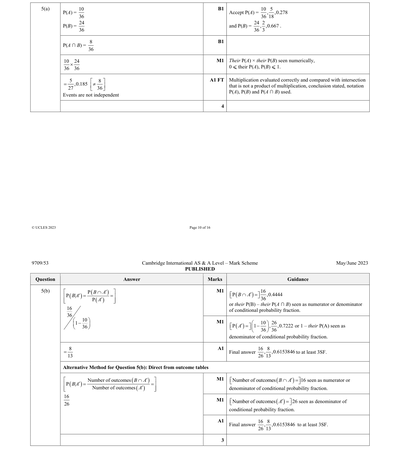 5(a)
P(A) = 10/36
P(B) = 24/36
B1
Accept P(A) = 10/36, 5/18, 0.278
and P(B) = 24/36, 2/3, 0.667 .
P(A ∩ B) = 8/36
B1
10/36 × 24/36
M1
Their P(A) × their P(B) seen numerically,
0 ⩽ their P(A), P(B) ⩽ 1.
= 5/27, 0.185 [≠ 8/36]
Events are not independent
A1 FT
Multiplication evaluated correctly and compared with intersection
that is not a product of multiplication, conclusion stated, notation
P(A), P(B) and P(A ∩ B) used.
4
© UCLES 2023
Page 10 of 16
9709/53
Cambridge International AS & A Level – Mark Scheme
PUBLISHED
May/June 2023
Question
Answer
Marks
Guidance
5(b)
[P(B|A') = P(B ∩ A')/P(A') =]
16/36 / (1 − 10/36)
M1
[P(B ∩ A') =] 16/36, 0.4444
or their P(B) – their P(A ∩ B) seen as numerator or denominator
of conditional probability fraction.
M1
[P(A') =] [1 − 10/36 =] 26/36, 0.7222 or 1 – their P(A) seen as
denominator of conditional probability fraction.
= 8/13
A1
Final answer 16/26, 8/13, 0.6153846 to at least 3SF.
Alternative Method for Question 5(b): Direct from outcome tables
[P(B|A') = Number of outcomes(B ∩ A')/Number of outcomes(A') =]
16/26
M1
[Number of outcomes(B ∩ A') =] 16 seen as numerator or
denominator of conditional probability fraction.
M1
[Number of outcomes(A') =] 26 seen as denominator of
conditional probability fraction.
A1
Final answer 16/26, 8/13, 0.6153846 to at least 3SF.
3